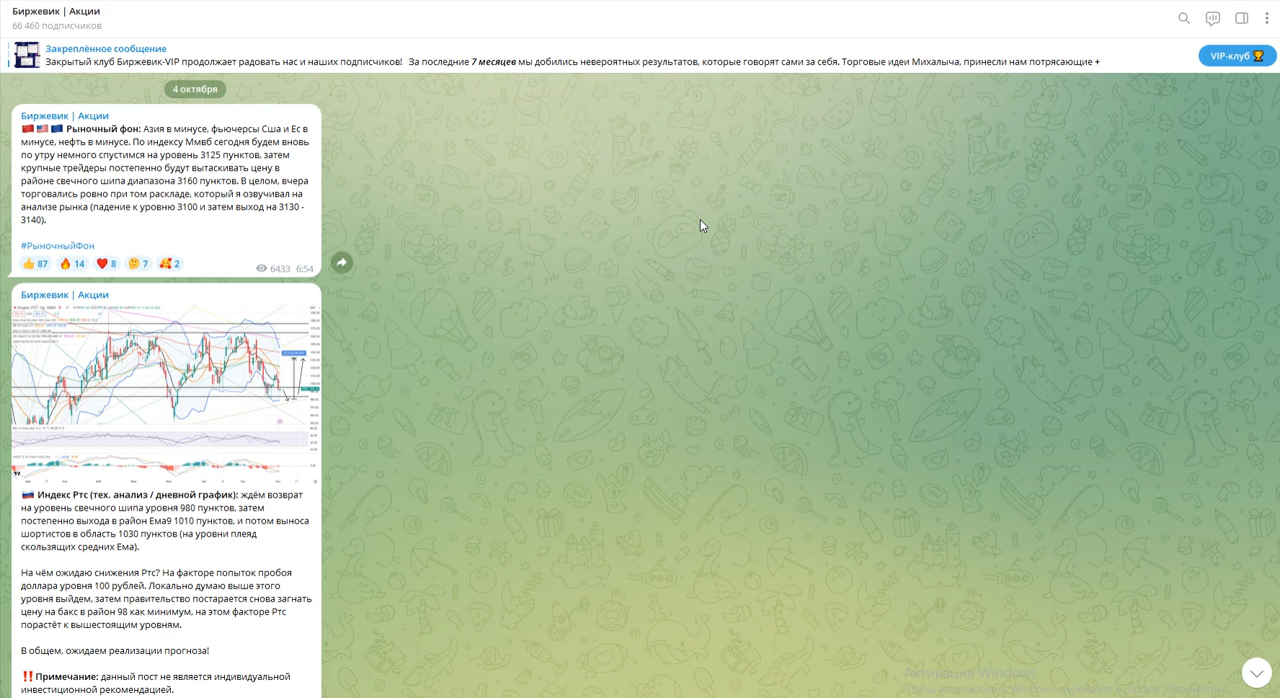 Биржевик | Акции
66 460 подписчиков
Закреплённое сообщение
Закрытый клуб Биржевик-VIP продолжает радовать нас и наших подписчиков! За последние 7 месяцев мы добились невероятных результатов, которые говорят сами за себя. Торговые идеи Михалыча, принесли нам потрясающие +
VIP-клуб 🏆
4 октября
Биржевик | Акции
🇨🇳 🇺🇸 🇪🇺 Рыночный фон: Азия в минусе, фьючерсы Сша и Ес в
минусе, нефть в минусе. По индексу Ммвб сегодня будем вновь
по утру немного спустимся на уровень 3125 пунктов, затем
крупные трейдеры постепенно будут вытаскивать цену в
районе свечного шипа диапазона 3160 пунктов. В целом, вчера
торговались ровно при том раскладе, который я озвучивал на
анализе рынка (падение к уровню 3100 и затем выход на 3130 -
3140).
#РыночныйФон
👍 87 🔥 14 ❤️ 8 🤔 7 🥰 2
6433 6:54
Биржевик | Акции
🇷🇺 Индекс Ртс (тех. анализ / дневной график): ждём возврат
на уровень свечного шипа уровня 980 пунктов, затем
постепенно выхода в район Ема9 1010 пунктов, и потом выноса
шортистов в область 1030 пунктов (на уровни плеяд
скользящих средних Ема).
На чём ожидаю снижения Ртс? На факторе попыток пробоя
доллара уровня 100 рублей. Локально думаю выше этого
уровня выйдем, затем правительство постарается снова загнать
цену на бакс в район 98 как минимум, на этом факторе Ртс
порастёт к вышестоящим уровням.
В общем, ожидаем реализации прогноза!
‼️Примечание: данный пост не является индивидуальной
инвестиционной рекомендацией.
Активация Windows